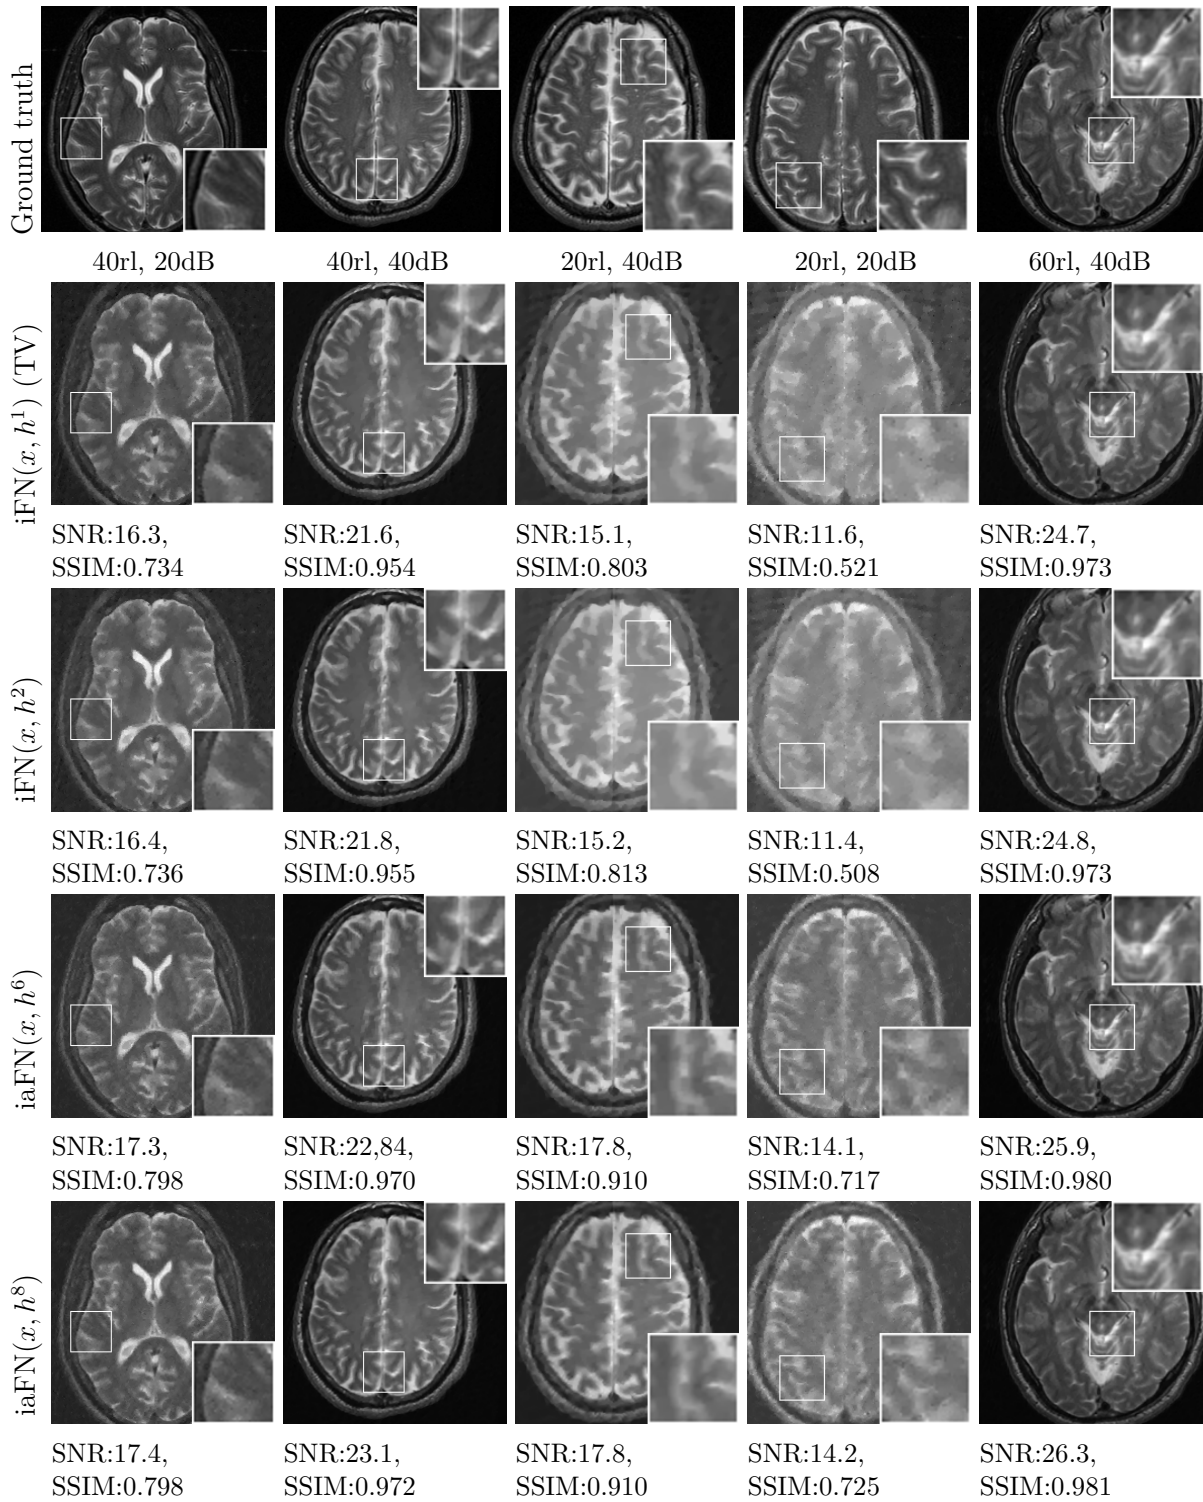 Ground truth
40rl, 20dB
40rl, 40dB
20rl, 40dB
20rl, 20dB
60rl, 40dB
iFN(x, h¹) (TV)
SNR:16.3,
SSIM:0.734
SNR:21.6,
SSIM:0.954
SNR:15.1,
SSIM:0.803
SNR:11.6,
SSIM:0.521
SNR:24.7,
SSIM:0.973
iFN(x, h²)
SNR:16.4,
SSIM:0.736
SNR:21.8,
SSIM:0.955
SNR:15.2,
SSIM:0.813
SNR:11.4,
SSIM:0.508
SNR:24.8,
SSIM:0.973
iaFN(x, h⁶)
SNR:17.3,
SSIM:0.798
SNR:22,84,
SSIM:0.970
SNR:17.8,
SSIM:0.910
SNR:14.1,
SSIM:0.717
SNR:25.9,
SSIM:0.980
iaFN(x, h⁸)
SNR:17.4,
SSIM:0.798
SNR:23.1,
SSIM:0.972
SNR:17.8,
SSIM:0.910
SNR:14.2,
SSIM:0.725
SNR:26.3,
SSIM:0.981